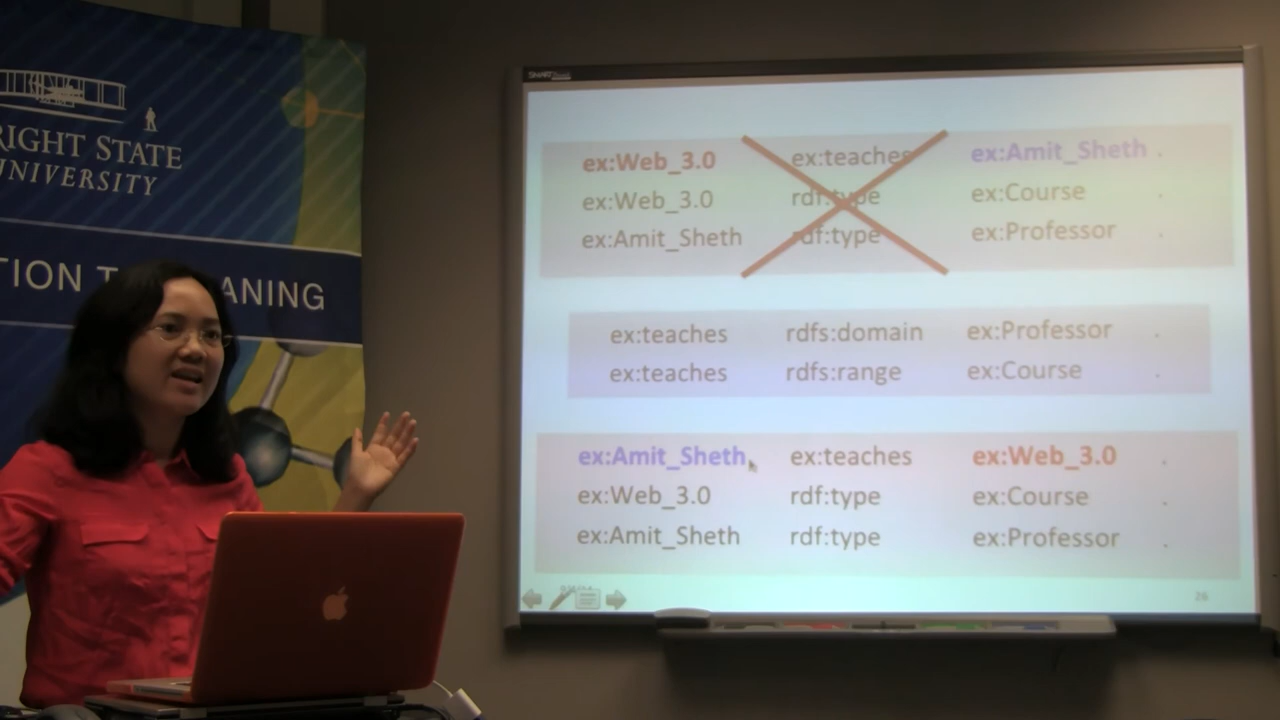 RIGHT STATE
UNIVERSITY
TION T ANING
SMART
ex:Web_3.0 ex:teaches ex:Amit_Sheth .
ex:Web_3.0 rdf:type ex:Course .
ex:Amit_Sheth rdf:type ex:Professor .
ex:teaches rdfs:domain ex:Professor .
ex:teaches rdfs:range ex:Course .
ex:Amit_Sheth ex:teaches ex:Web_3.0 .
ex:Web_3.0 rdf:type ex:Course .
ex:Amit_Sheth rdf:type ex:Professor .
26